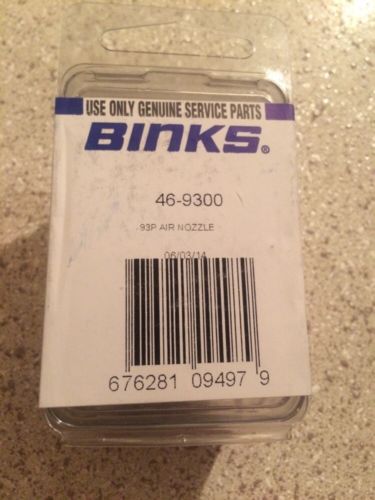 USE ONLY GENUINE SERVICE PARTS
BINKS®
46-9300
93P AIR NOZZLE
06/03/14
676281 09497 9